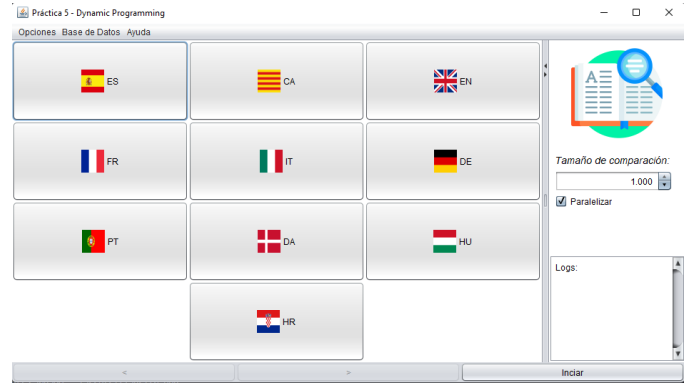 Práctica 5 - Dynamic Programming
Opciones Base de Datos Ayuda
ES
CA
EN
FR
IT
DE
PT
DA
HU
HR
A
Tamaño de comparación:
1.000
Paralelizar
Logs:
< > Inciar